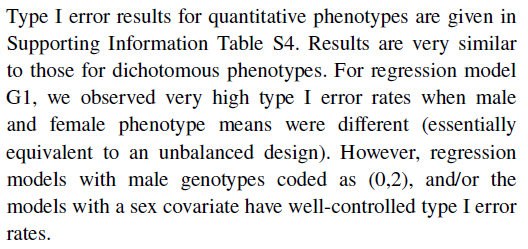 Type I error results for quantitative phenotypes are given in
Supporting Information Table S4. Results are very similar
to those for dichotomous phenotypes. For regression model
G1, we observed very high type I error rates when male
and female phenotype means were different (essentially
equivalent to an unbalanced design). However, regression
models with male genotypes coded as (0,2), and/or the
models with a sex covariate have well-controlled type I error
rates.